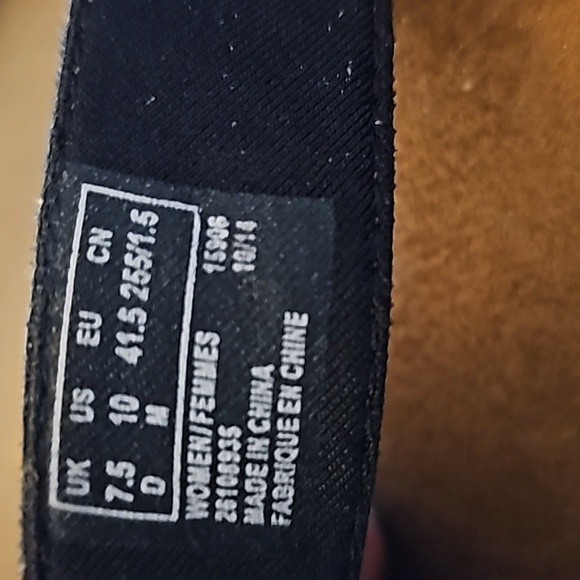 UK US EU CN
7.5 10 41.5 255/1.5
D M
WOMEN/FEMMES 15906
26108935 10/14
MADE IN CHINA
FABRIQUE EN CHINE